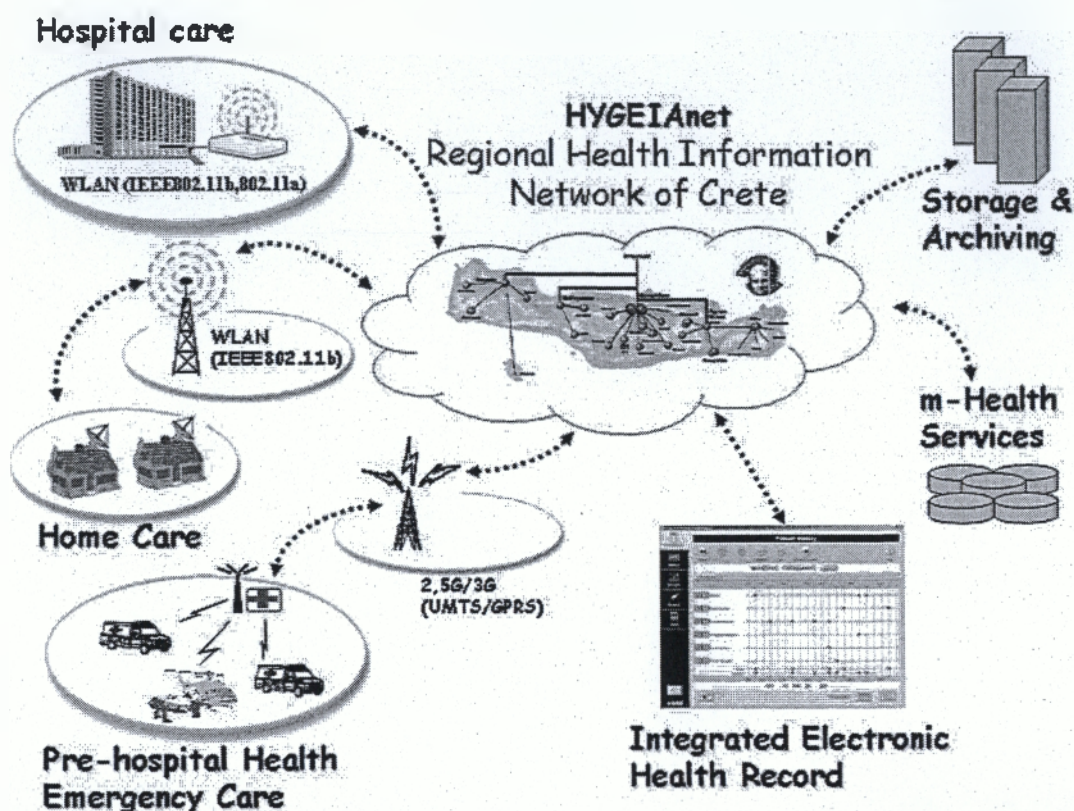 Hospital care
WLAN (IEEE802.11b,802.11a)
HYGEIAnet
Regional Health Information
Network of Crete
Storage &
Archiving
WLAN
(IEEE802.11b)
m-Health
Services
Home Care
2,5G/3G
(UMTS/GPRS)
Pre-hospital Health
Emergency Care
Integrated Electronic
Health Record